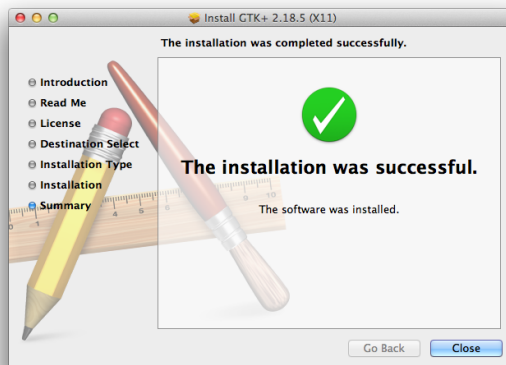 Install GTK+ 2.18.5 (X11)
The installation was completed successfully.
Introduction
Read Me
License
Destination Select
Installation Type
Installation
Summary
The installation was successful.
The software was installed.
Go Back
Close